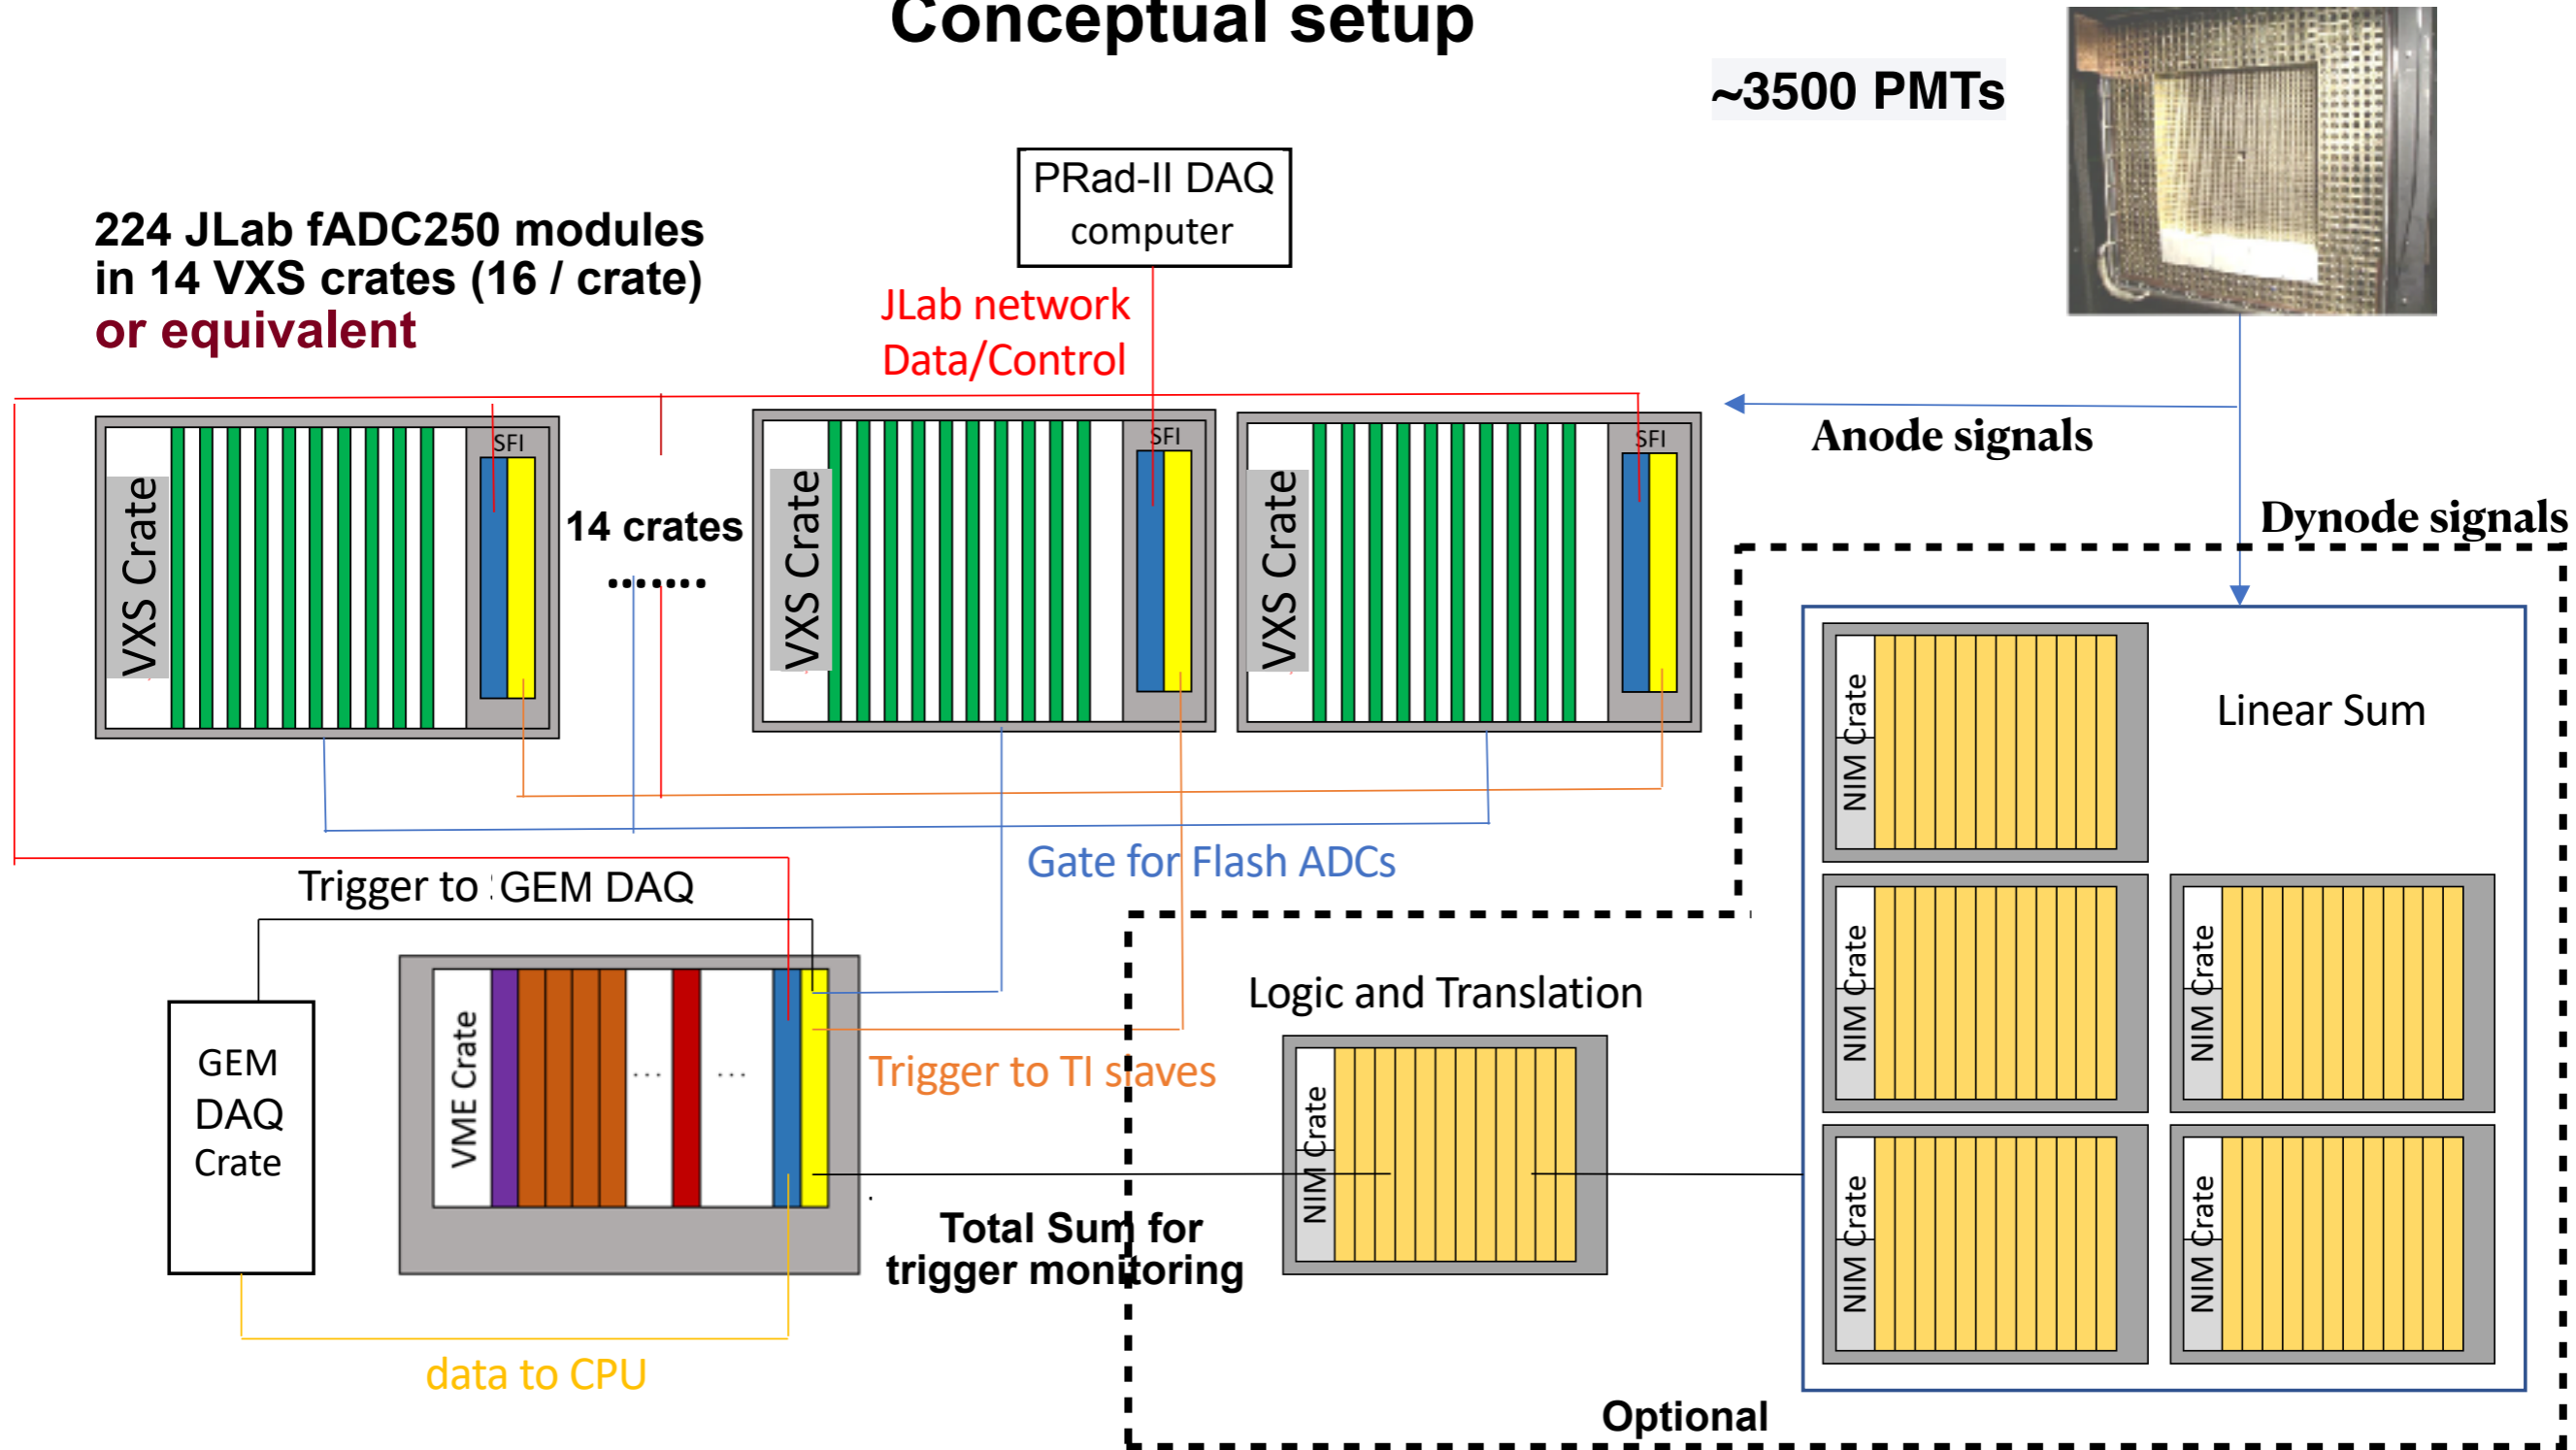 Conceptual setup
~3500 PMTs
PRad-II DAQ
computer
224 JLab fADC250 modules
in 14 VXS crates (16 / crate)
or equivalent
JLab network
Data/Control
Anode signals
Dynode signals
VXS Crate
SFI
14 crates
.......
VXS Crate
SFI
VXS Crate
SFI
Linear Sum
NIM Crate
NIM Crate
NIM Crate
NIM Crate
NIM Crate
Gate for Flash ADCs
Trigger to GEM DAQ
GEM
DAQ
Crate
VME Crate
...
...
Trigger to TI slaves
Logic and Translation
NIM Crate
Total Sum for
trigger monitoring
data to CPU
Optional